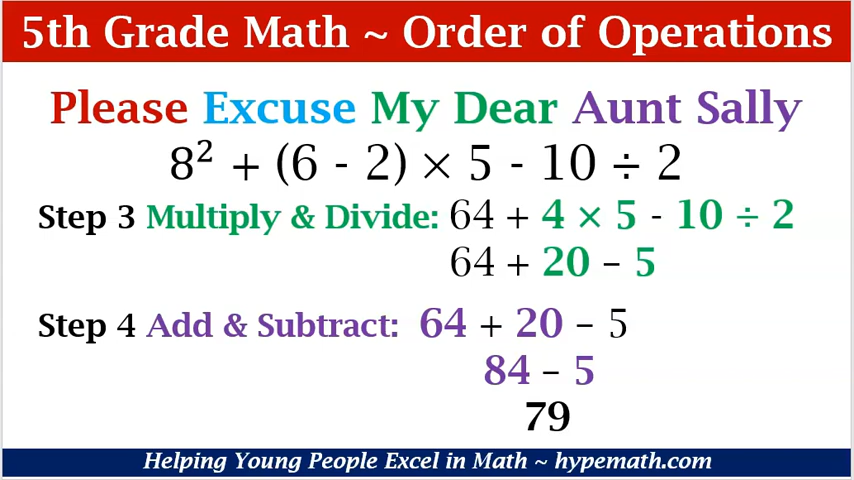 5th Grade Math ~ Order of Operations
Please Excuse My Dear Aunt Sally
8² + (6 - 2) × 5 - 10 ÷ 2
Step 3 Multiply & Divide: 64 + 4 × 5 - 10 ÷ 2
64 + 20 – 5
Step 4 Add & Subtract: 64 + 20 – 5
84 – 5
79
Helping Young People Excel in Math ~ hypemath.com